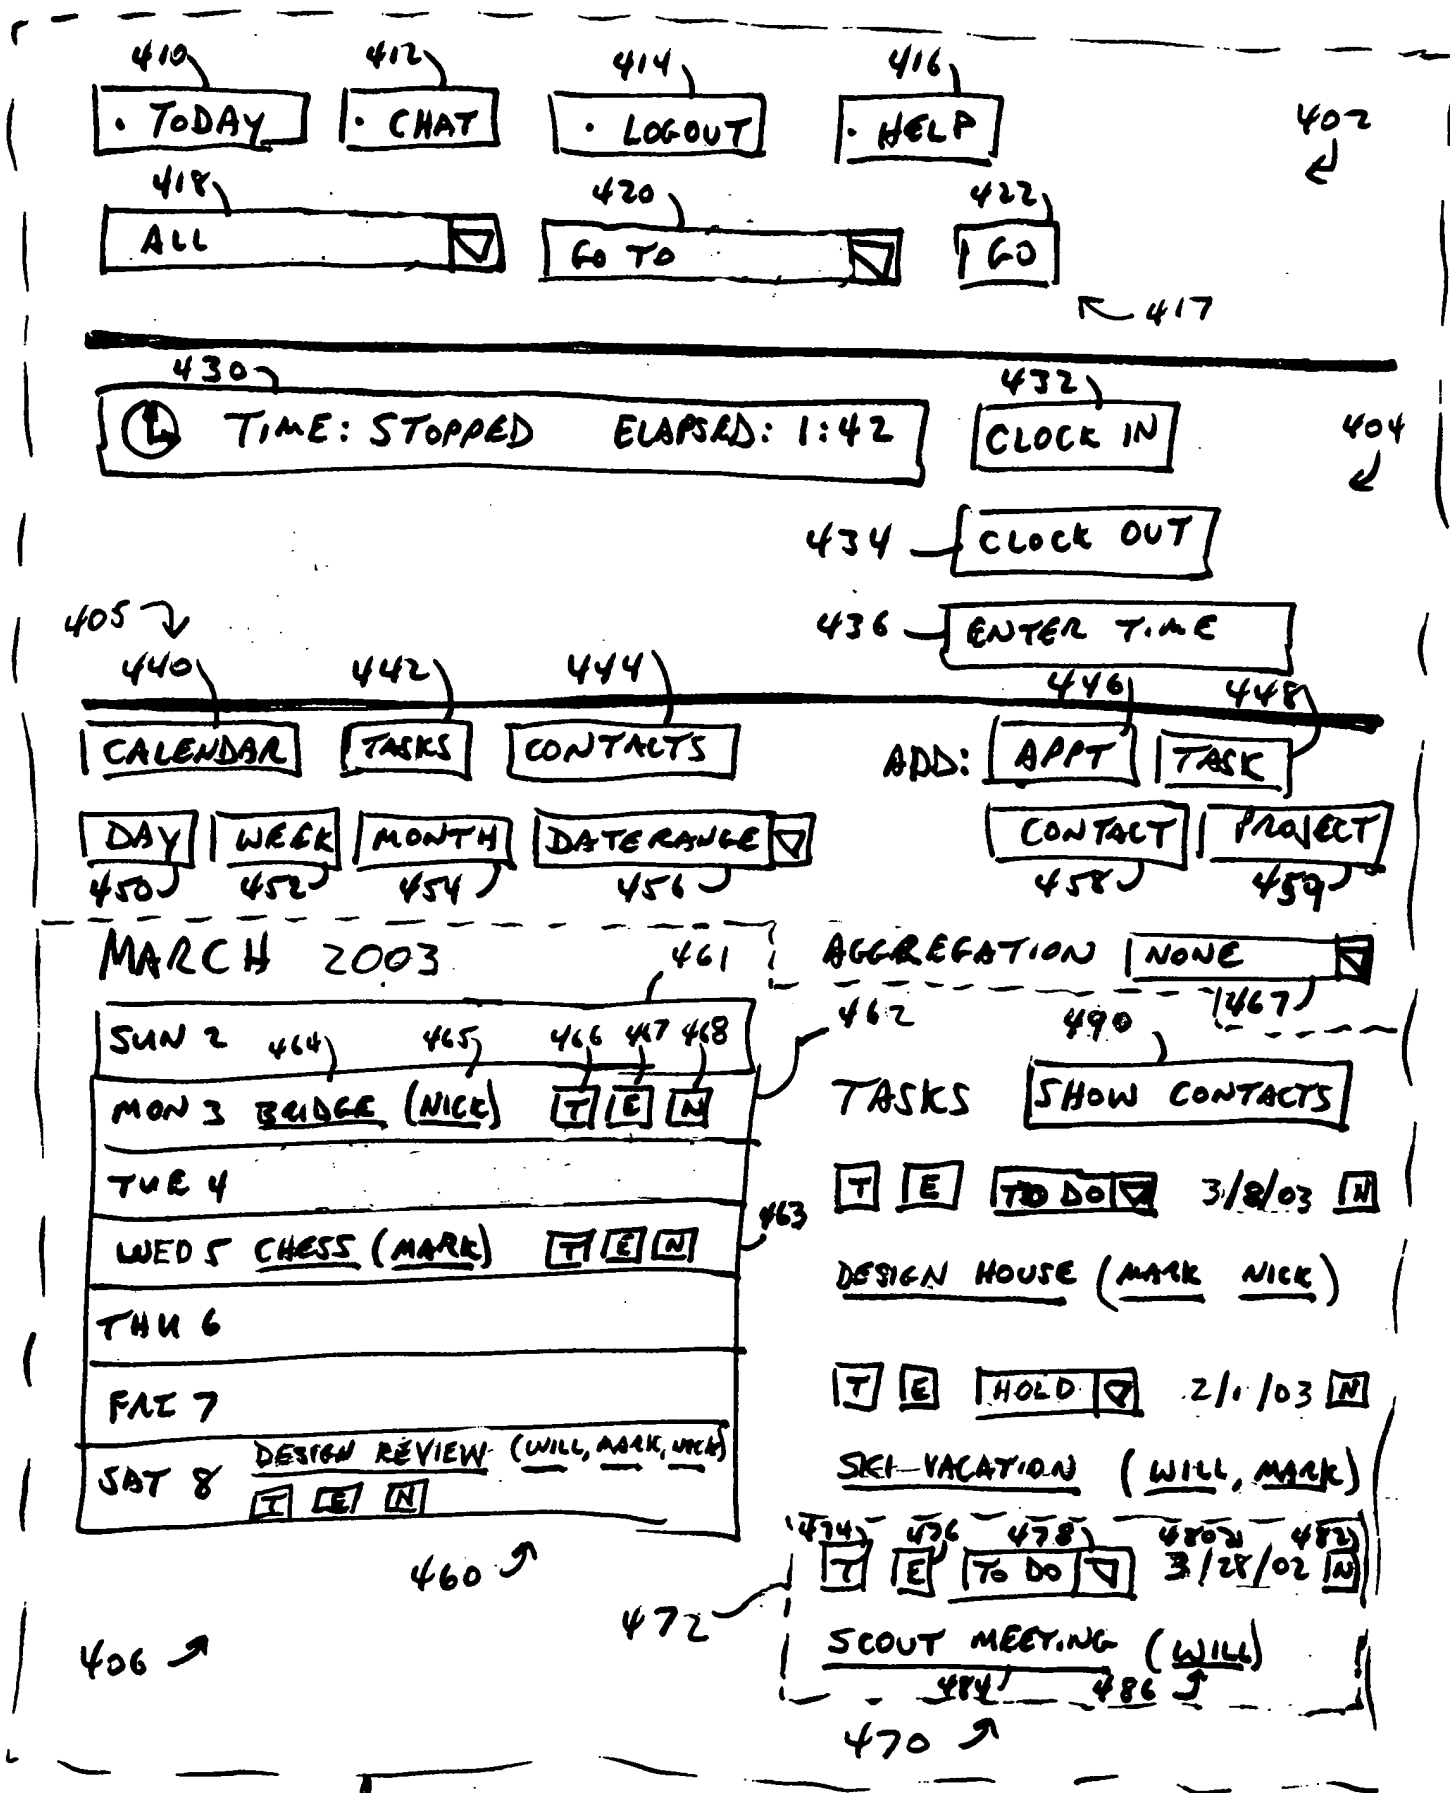 410 412 414 416
· TODAY · CHAT · LOGOUT · HELP 402
418 420 422
ALL GO TO GO
417
430 432
TIME: STOPPED ELAPSED: 1:42 CLOCK IN 404
434 CLOCK OUT
405 436 ENTER TIME
440 442 444 446 448
CALENDAR TASKS CONTACTS ADD: APPT TASK
DAY WEEK MONTH DATE RANGE CONTACT PROJECT
450 452 454 456 458 459
MARCH 2003 461 AGGREGATION NONE
462 490 467
SUN 2 464 465 466 467 468
MON 3 BRIDGE (NICK) T E N TASKS SHOW CONTACTS
TUE 4 T E TO DO 3/8/03 N
463
WED 5 CHESS (MARK) T E N DESIGN HOUSE (MARK NICK)
THU 6
FRI 7 T E HOLD 2/1/03 N
DESIGN REVIEW (WILL, MARK, NICK)
SAT 8 T E N SKI VACATION (WILL, MARK)
474 476 478 480 482
460 T E TO DO 3/28/02 N
472
406 SCOUT MEETING (WILL)
484 486
470